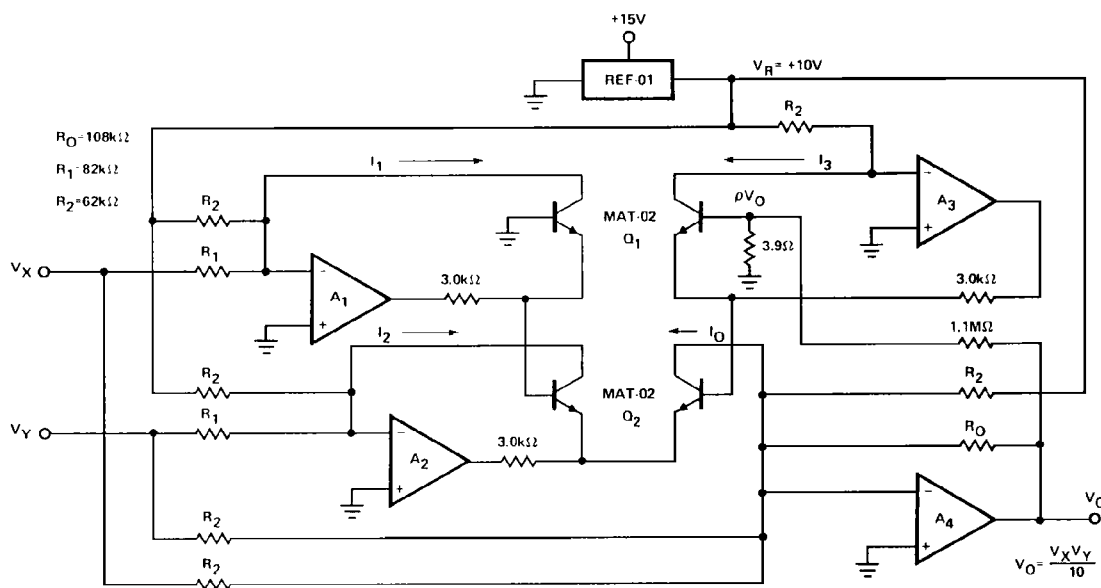 +15V
REF-01
V_R = +10V
R_O=108kΩ
R_1=82kΩ
R_2=62kΩ
R_2
I_1
I_3
R_2
ρV_O
A_3
MAT-02
Q_1
3.9Ω
V_X
R_1
A_1
3.0kΩ
3.0kΩ
I_2
I_O
1.1MΩ
R_2
R_2
MAT-02
Q_2
V_Y
R_1
R_O
A_2
3.0kΩ
A_4
V_O
R_2
R_2
V_O = V_XV_Y/10